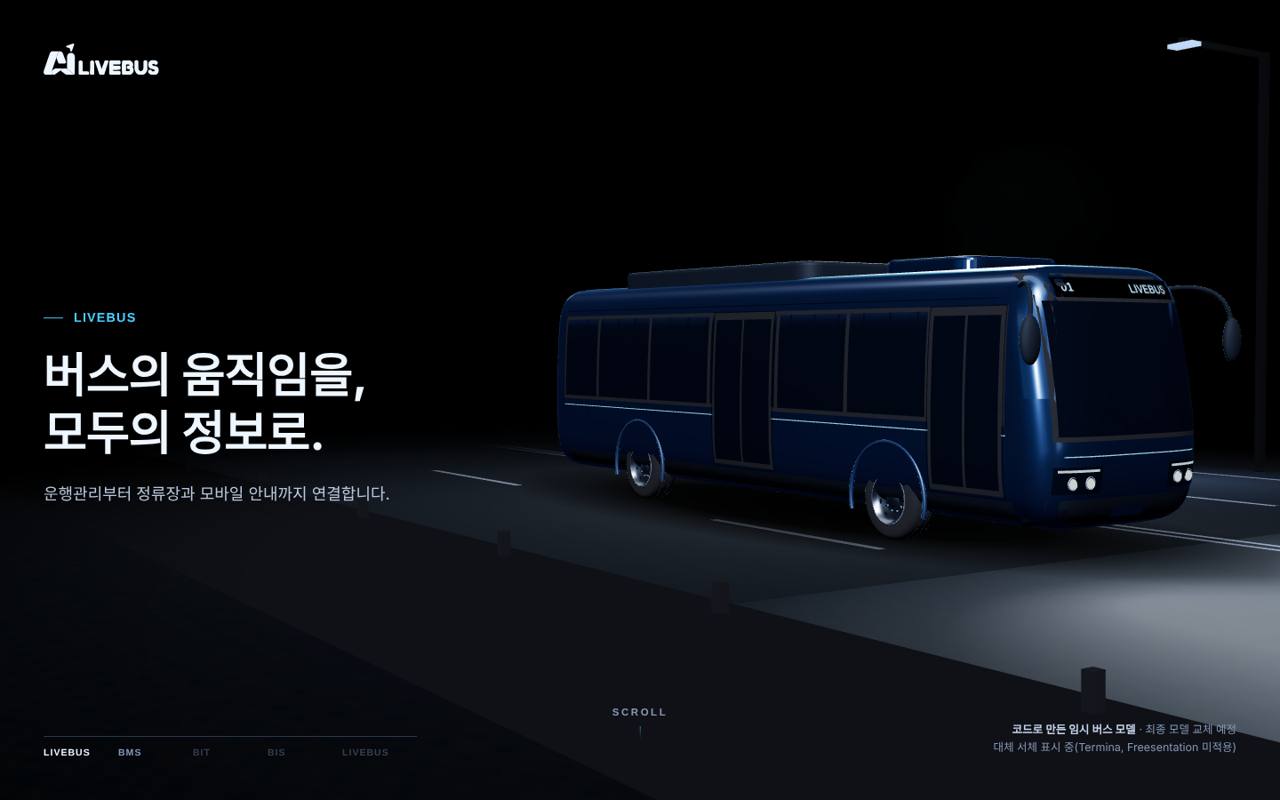 Ai LIVEBUS
01 LIVEBUS
LIVEBUS
버스의 움직임을,
모두의 정보로.
운행관리부터 정류장과 모바일 안내까지 연결합니다.
SCROLL
코드로 만든 임시 버스 모델 · 최종 모델 교체 예정
대체 서체 표시 중(Termina, Freesentation 미적용)
LIVEBUS BMS BIT BIS LIVEBUS